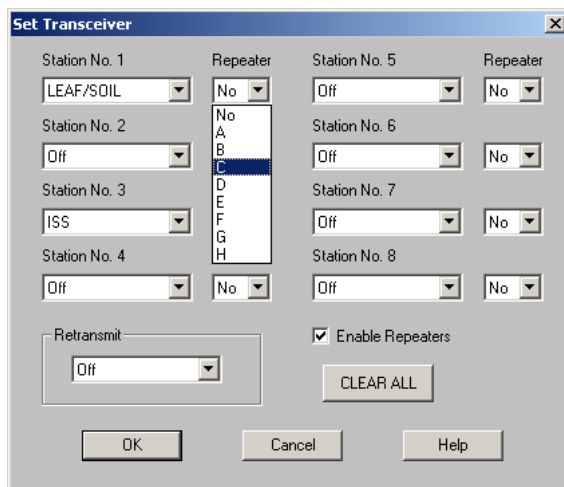 Set Transceiver
Station No. 1 Repeater Station No. 5 Repeater
LEAF/SOIL No Off No
No
A
B
C
D
E
F
G
H
Station No. 2 Station No. 6
Off Off No
Station No. 3 Station No. 7
ISS Off No
Station No. 4 Station No. 8
Off No Off No
Retransmit
Off
Enable Repeaters
CLEAR ALL
OK Cancel Help